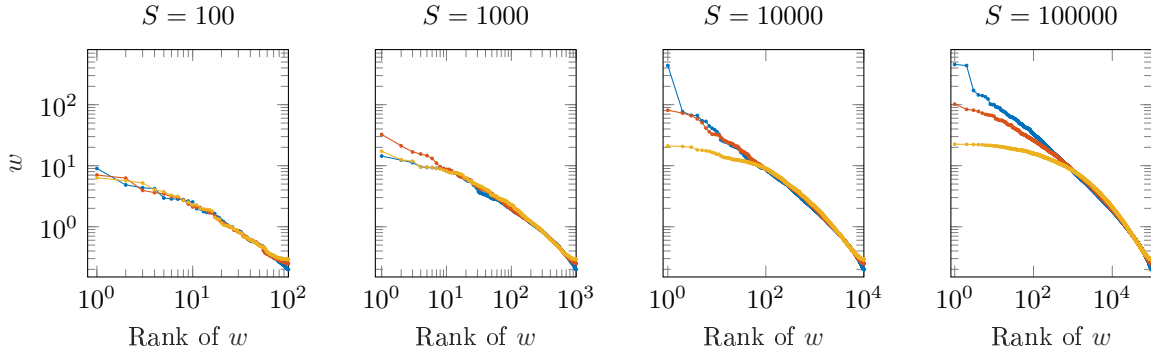 S = 100
S = 1000
S = 10000
S = 100000
w
10^2
10^1
10^0
10^0 10^1 10^2
10^0 10^1 10^2 10^3
10^0 10^2 10^4
10^0 10^2 10^4
Rank of w
Rank of w
Rank of w
Rank of w